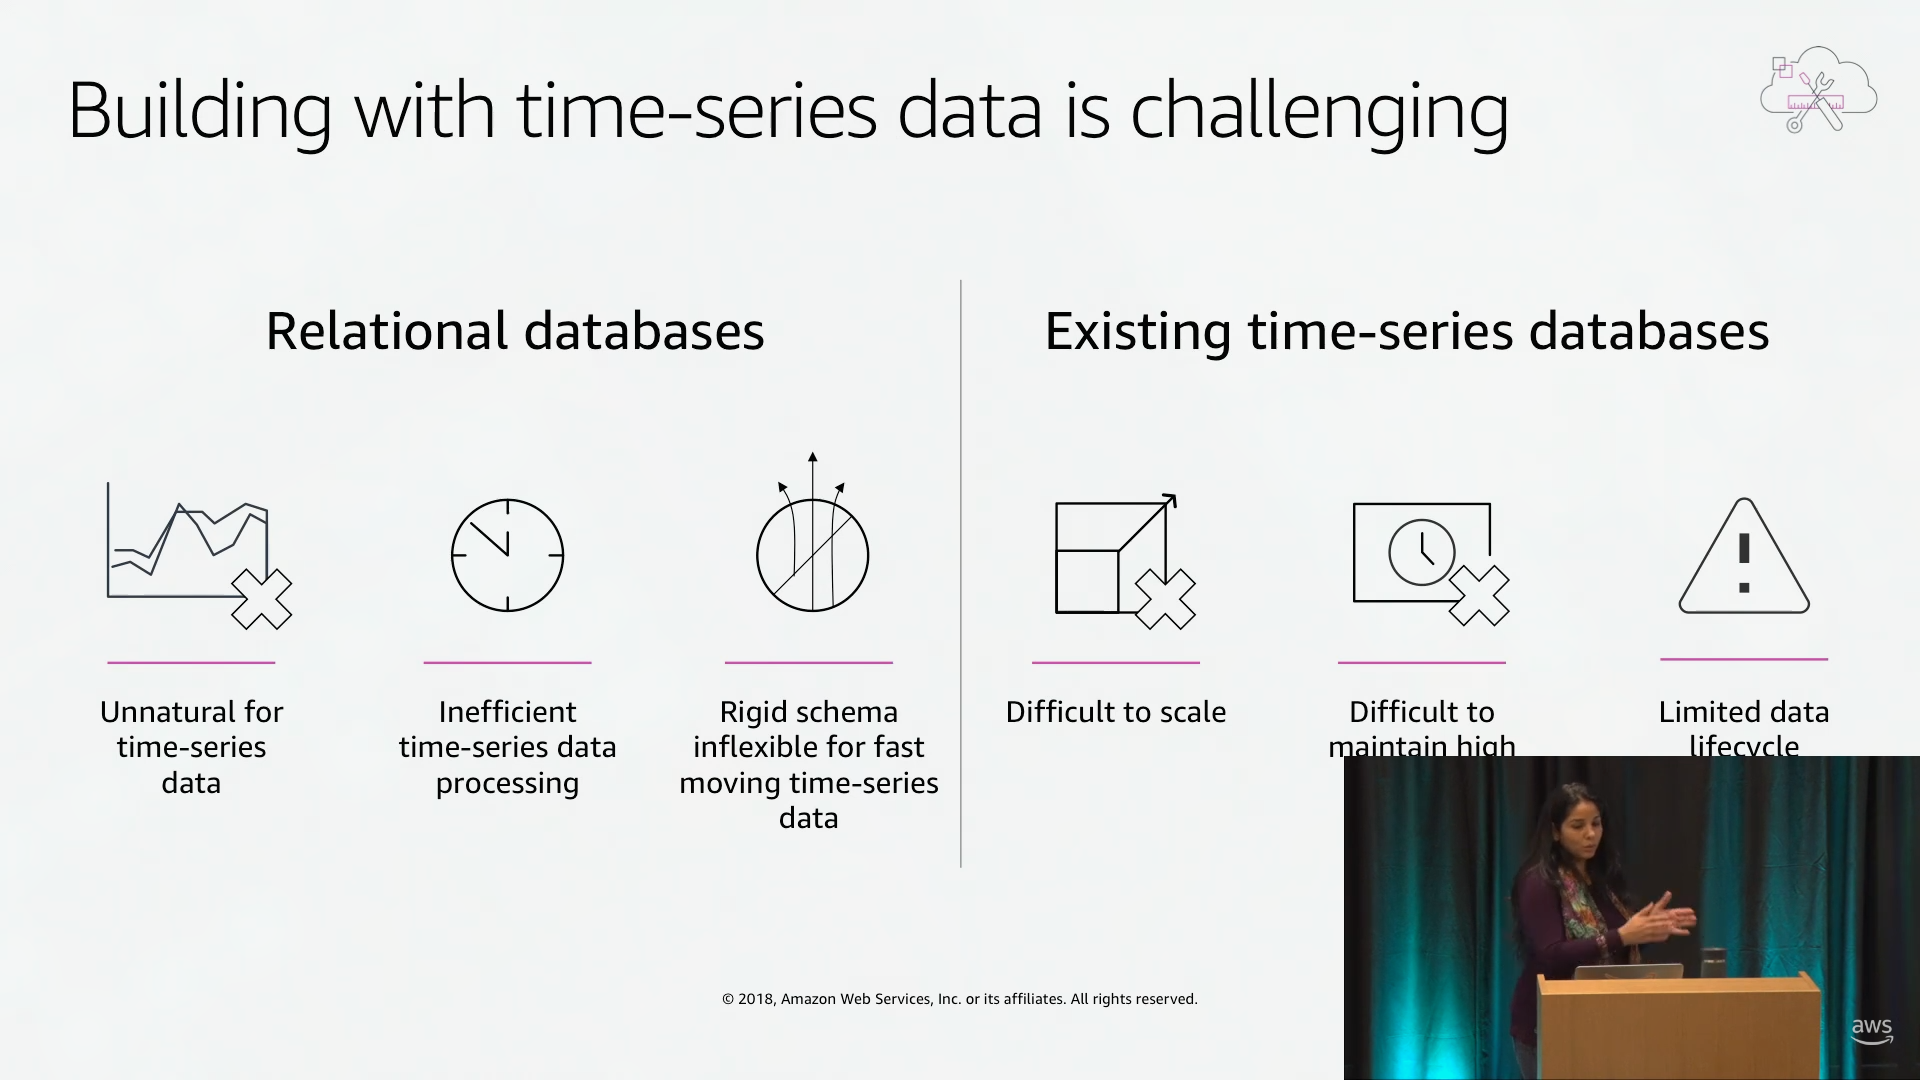 Building with time-series data is challenging
Relational databases
Existing time-series databases
Unnatural for
time-series
data
Inefficient
time-series data
processing
Rigid schema
inflexible for fast
moving time-series
data
Difficult to scale
Difficult to
maintain high
Limited data
lifecycle
© 2018, Amazon Web Services, Inc. or its affiliates. All rights reserved.
aws